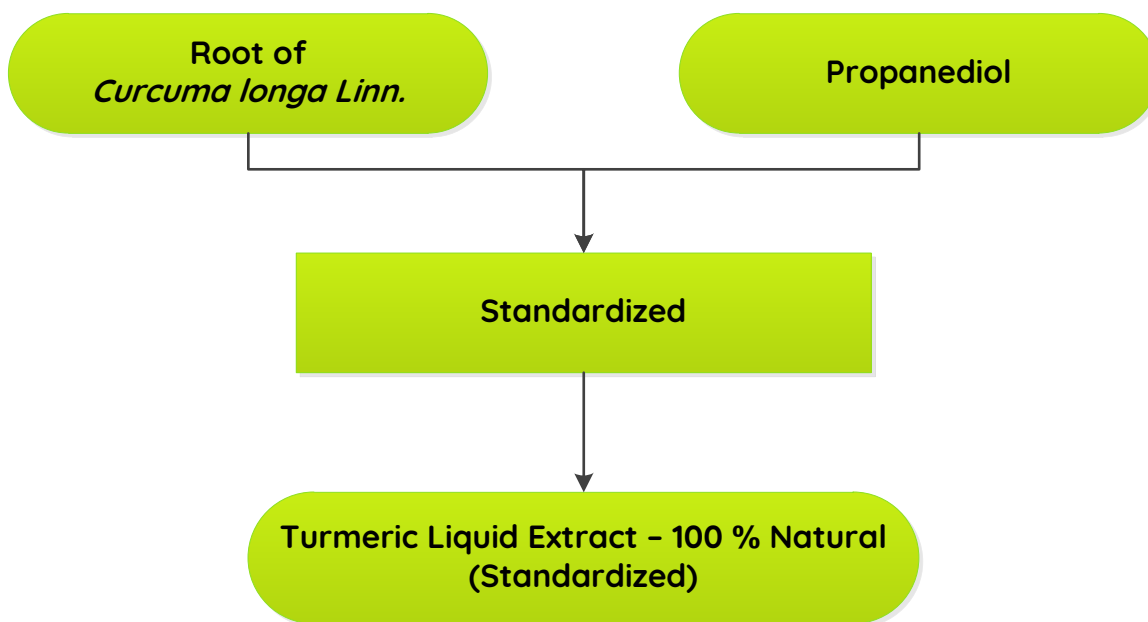 Root of
Curcuma longa Linn.
Propanediol
Standardized
Turmeric Liquid Extract – 100 % Natural
(Standardized)